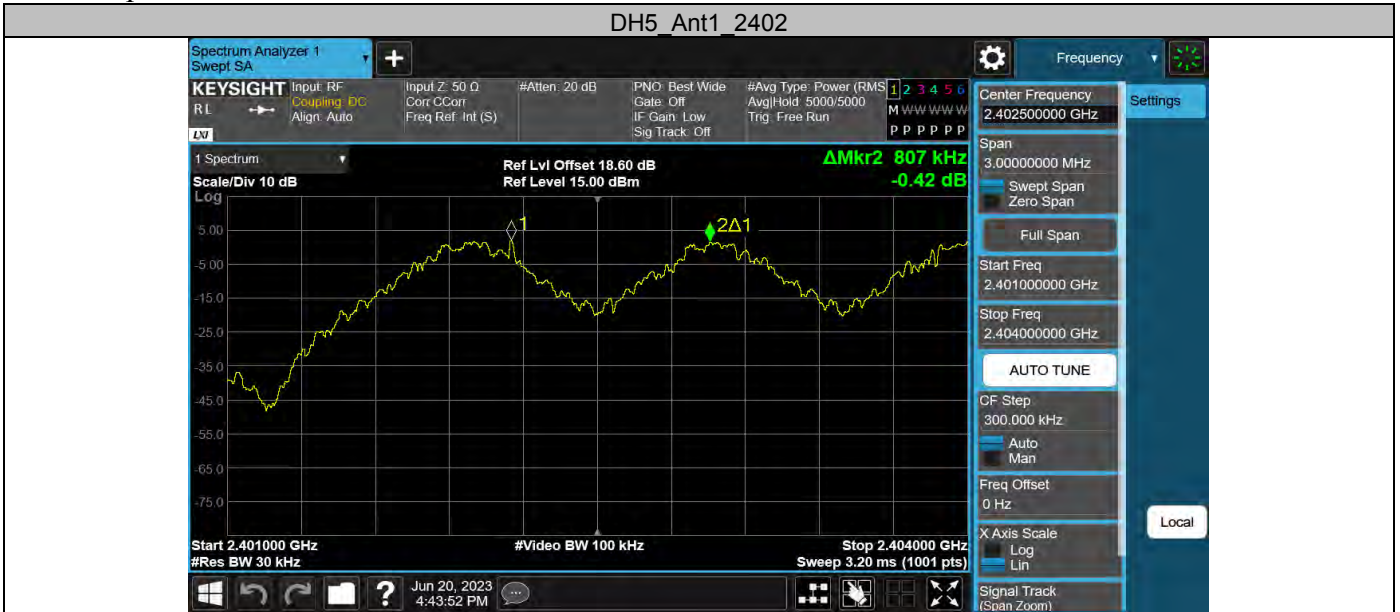 DH5_Ant1_2402
Spectrum Analyzer 1
Swept SA
Frequency
KEYSIGHT
RL
LXI
Input: RF
Coupling: DC
Align: Auto
Input Z: 50 Ω
Corr CCorr
Freq Ref: Int (S)
#Atten: 20 dB
PNO: Best Wide
Gate: Off
IF Gain: Low
Sig Track: Off
#Avg Type: Power (RMS
Avg|Hold: 5000/5000
Trig: Free Run
1 2 3 4 5 6
M W W W W W
P P P P P P
Center Frequency
2.402500000 GHz
Settings
1 Spectrum
Scale/Div 10 dB
Log
Ref Lvl Offset 18.60 dB
Ref Level 15.00 dBm
ΔMkr2 807 kHz
-0.42 dB
Span
3.00000000 MHz
Swept Span
Zero Span
Full Span
Start Freq
2.401000000 GHz
Stop Freq
2.404000000 GHz
AUTO TUNE
CF Step
300.000 kHz
Auto
Man
Freq Offset
0 Hz
X Axis Scale
Log
Lin
Signal Track
(Span Zoom)
Local
1
2Δ1
5.00
-5.00
-15.0
-25.0
-35.0
-45.0
-55.0
-65.0
-75.0
Start 2.401000 GHz
#Video BW 100 kHz
Stop 2.404000 GHz
#Res BW 30 kHz
Sweep 3.20 ms (1001 pts)
?
Jun 20, 2023
4:43:52 PM